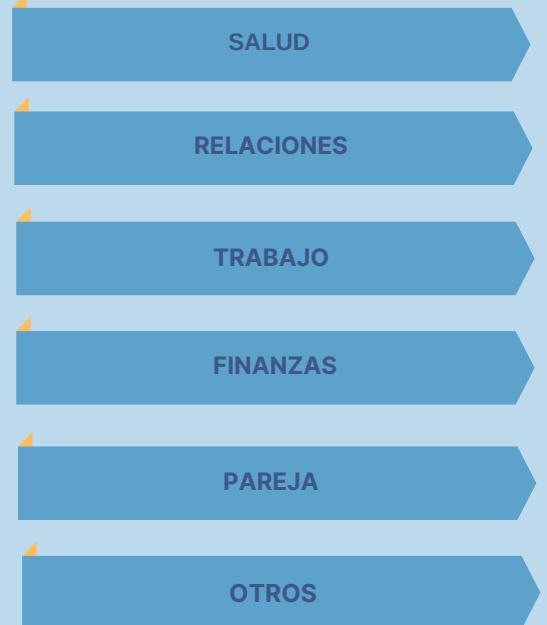 SALUD
RELACIONES
TRABAJO
FINANZAS
PAREJA
OTROS